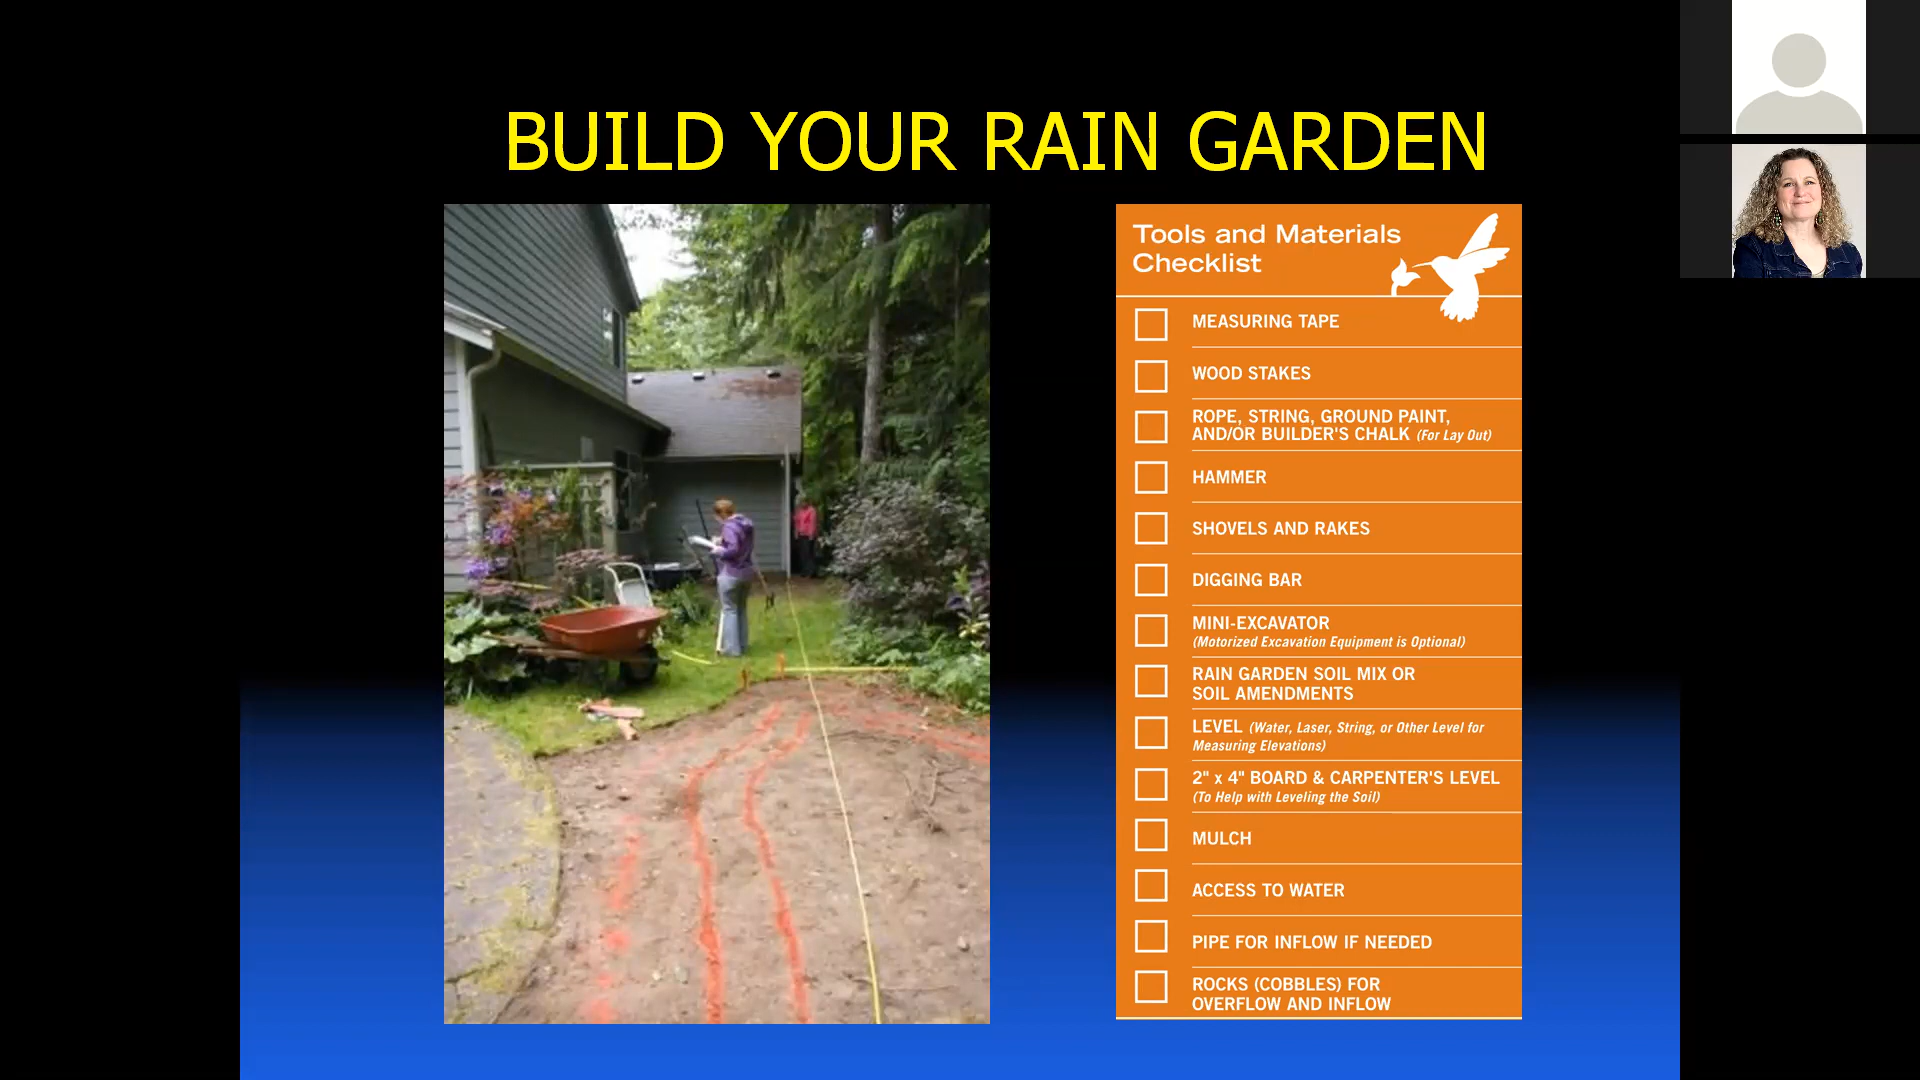 BUILD YOUR RAIN GARDEN
Tools and Materials
Checklist
MEASURING TAPE
WOOD STAKES
ROPE, STRING, GROUND PAINT,
AND/OR BUILDER'S CHALK (For Lay Out)
HAMMER
SHOVELS AND RAKES
DIGGING BAR
MINI-EXCAVATOR
(Motorized Excavation Equipment is Optional)
RAIN GARDEN SOIL MIX OR
SOIL AMENDMENTS
LEVEL (Water, Laser, String, or Other Level for
Measuring Elevations)
2" x 4" BOARD & CARPENTER'S LEVEL
(To Help with Leveling the Soil)
MULCH
ACCESS TO WATER
PIPE FOR INFLOW IF NEEDED
ROCKS (COBBLES) FOR
OVERFLOW AND INFLOW